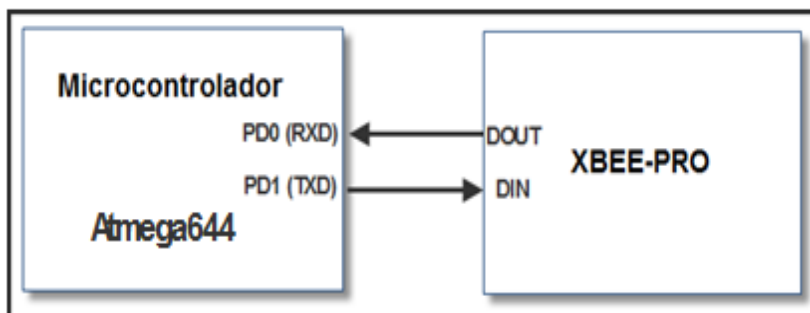 Microcontrolador
PD0 (RXD)
PD1 (TXD)
Atmega644
DOUT
DIN
XBEE-PRO